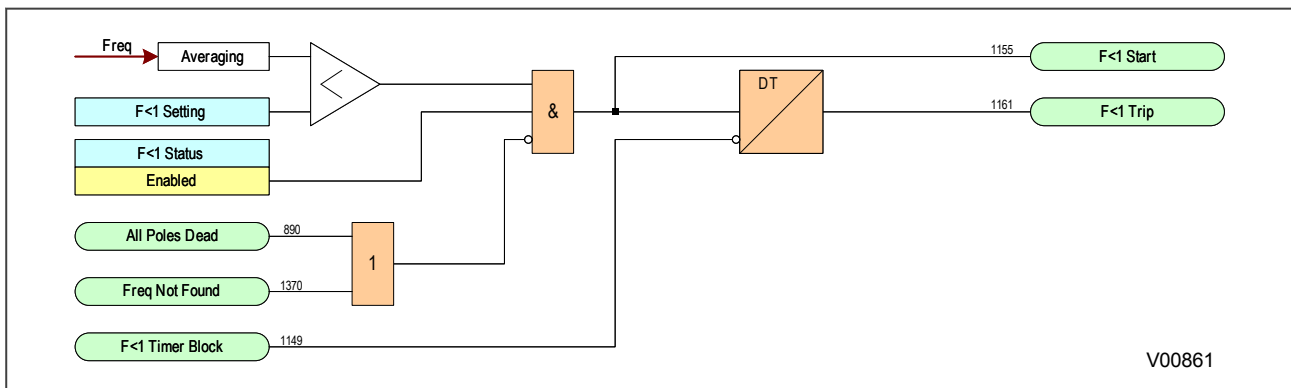 Freq
Averaging
1155
F<1 Start
DT
F<1 Setting
&
1161
F<1 Trip
F<1 Status
Enabled
All Poles Dead
890
1
Freq Not Found
1370
F<1 Timer Block
1149
V00861